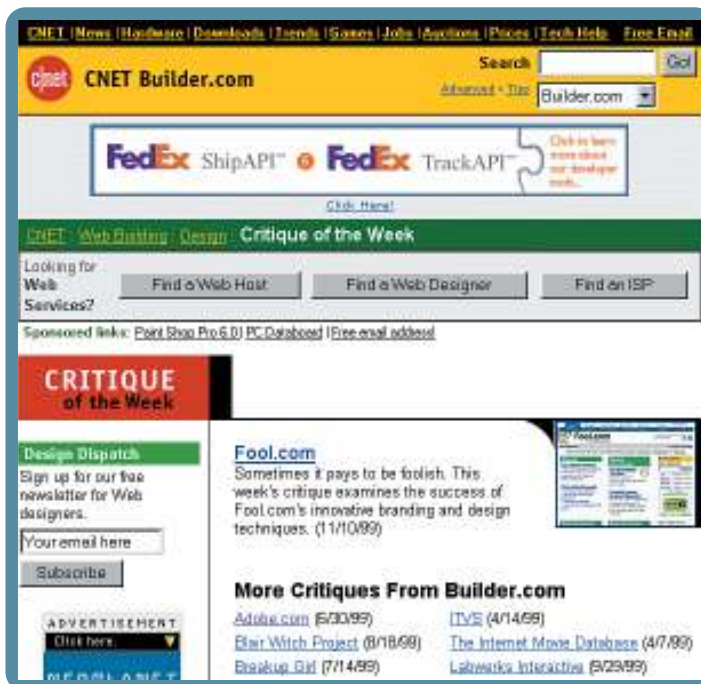 CNET | News | Hardware | Downloads | Trends | Games | Jobs | Auctions | Prices | Tech Help Free Email
c|net CNET Builder.com
Search Go!
Advanced • Tips Builder.com
FedEx ShipAPI™ & FedEx TrackAPI™ Click to learn more about our developer tools...
Click Here!
CNET Web Building Design Critique of the Week
Looking for
Web
Services?
Find a Web Host Find a Web Designer Find an ISP
Sponsored links: Paint Shop Pro 6.0! PC Databoard | Free email address!
CRITIQUE
of the Week
Design Dispatch
Sign up for our free
newsletter for Web
designers.
Your email here
Subscribe
ADVERTISEMENT
Click here.
Fool.com
Sometimes it pays to be foolish. This
week's critique examines the success of
Fool.com's innovative branding and design
techniques. (11/10/99)
More Critiques From Builder.com
Adobe.com (6/30/99) ITVS (4/14/99)
Blair Witch Project (8/18/99) The Internet Movie Database (4/7/99)
Breakup Girl (7/14/99) Labwerks Interactive (9/29/99)